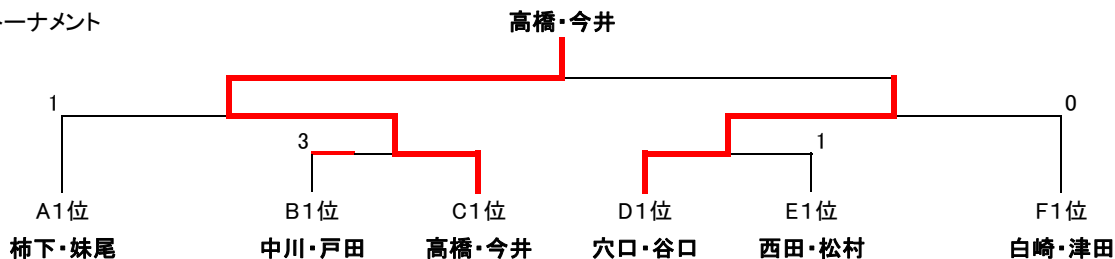 ーナメント
高橋・今井
1
0
3
1
A1位
B1位
C1位
D1位
E1位
F1位
柿下・妹尾
中川・戸田
高橋・今井
穴口・谷口
西田・松村
白崎・津田